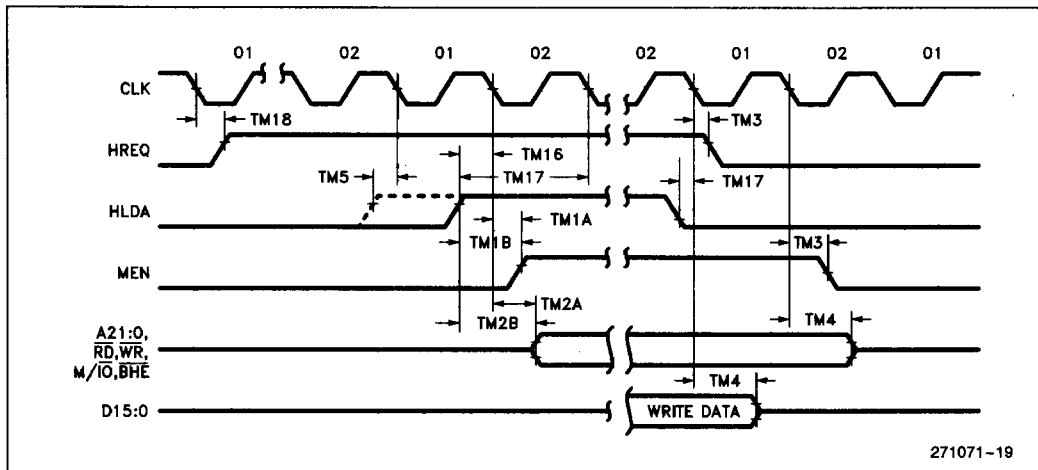 01 02 01 02 02 01 02 01
CLK
TM18 TM3
HREQ
TM16
TM5 TM17 TM17
HLDA
TM1A
TM1B TM3
MEN
TM2A
TM2B TM4
A21:0,
RD,WR,
M/IO,BHE
TM4
D15:0 WRITE DATA
271071-19